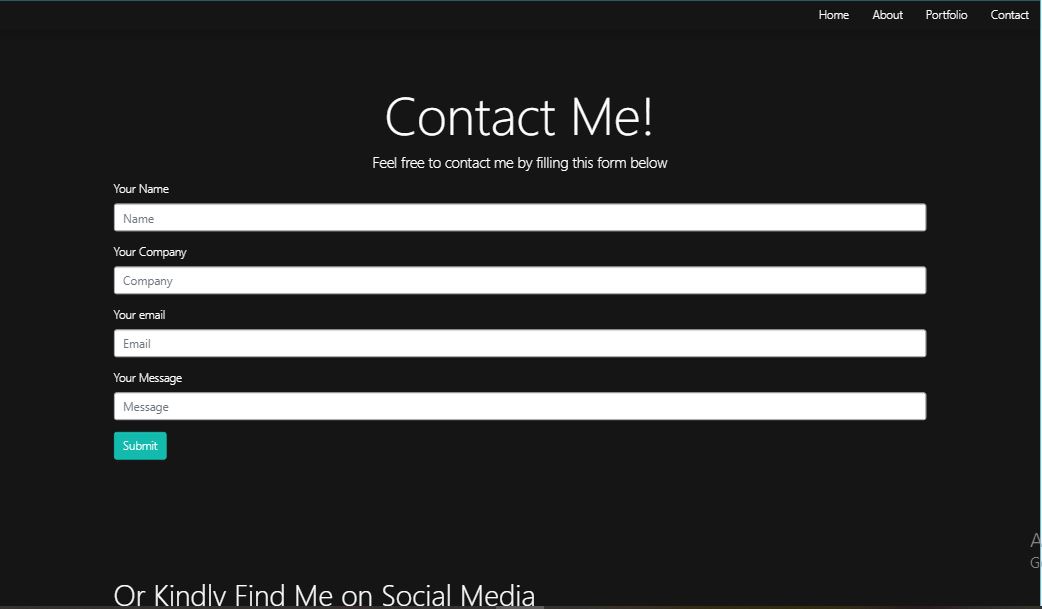 Home About Portfolio Contact
Contact Me!
Feel free to contact me by filling this form below
Your Name
Name
Your Company
Company
Your email
Email
Your Message
Message
Submit
Or Kindly Find Me on Social Media